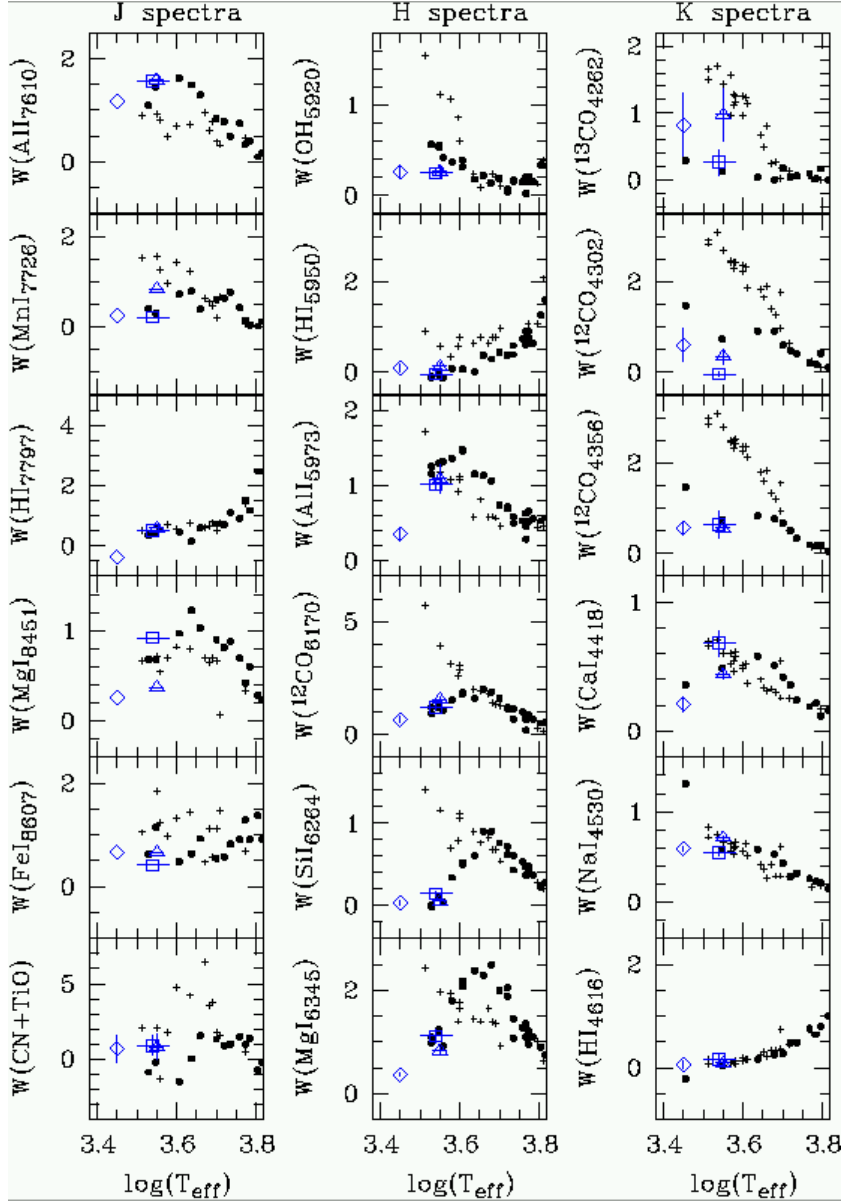 J spectra H spectra K spectra
W(AlI7610)
2
1
0
W(OH5920)
1
0
W(13CO4262)
2
1
0
W(MnI7726)
2
0
W(HI5950)
2
0
W(12CO4302)
2
0
W(HI7797)
4
2
0
W(AlI5973)
2
1
0
W(12CO4356)
2
0
W(MgI8451)
1
0
W(12CO6170)
5
0
W(CaI4418)
1
0
W(FeI8607)
2
0
W(SiI6264)
1
0
W(NaI4530)
1
0
W(CN+TiO)
5
0
W(MgI6345)
2
0
W(HI4616)
2
0
3.4 3.6 3.8 3.4 3.6 3.8 3.4 3.6 3.8
log(Teff) log(Teff) log(Teff)